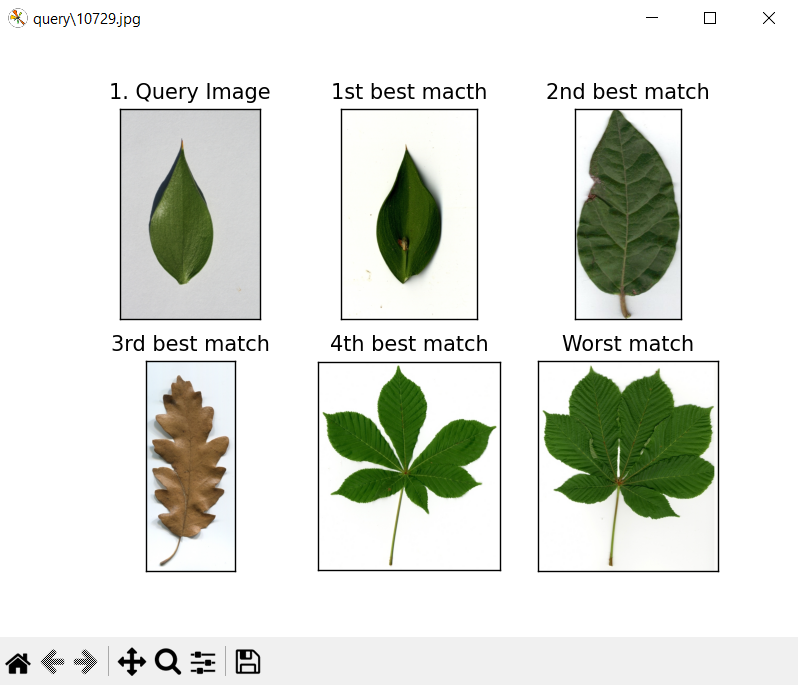 query\10729.jpg
1. Query Image
1st best macth
2nd best match
3rd best match
4th best match
Worst match